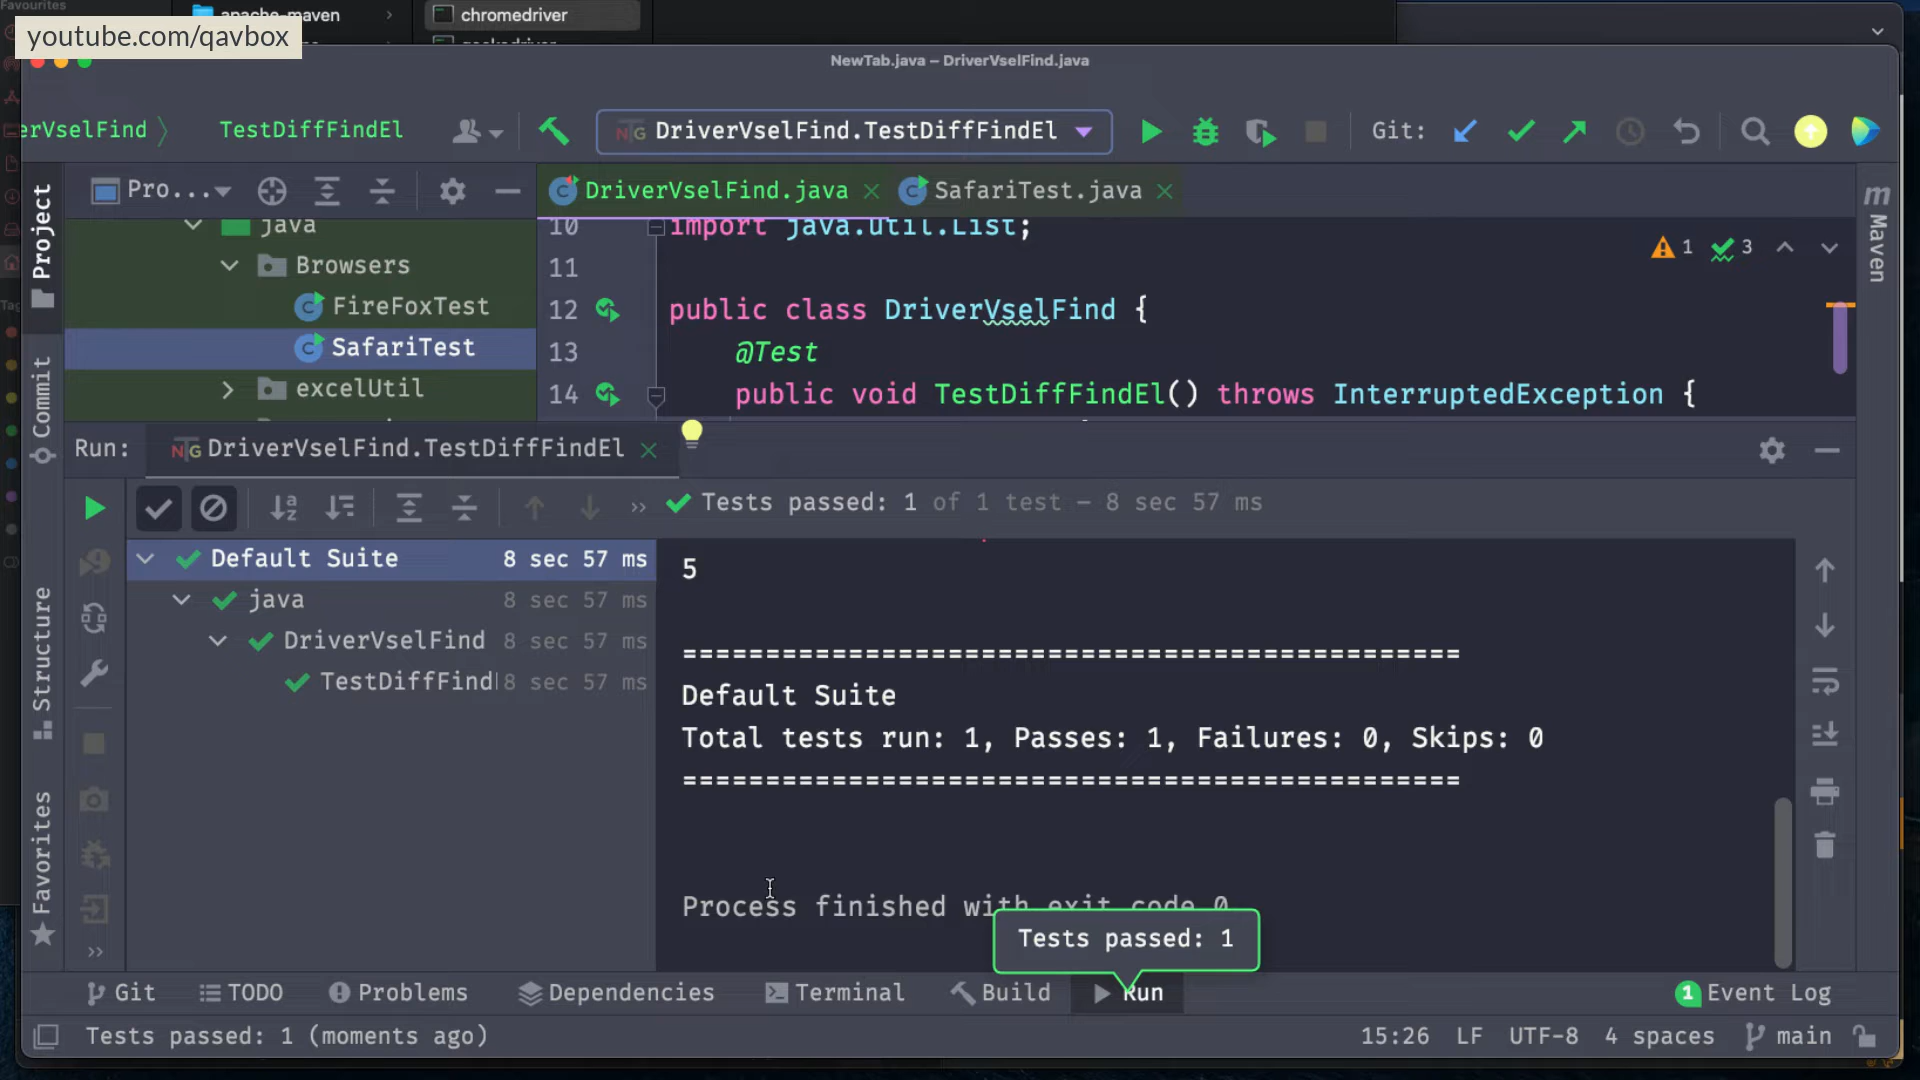 Favourites
apache-maven
chromedriver
youtube.com/qavbox
NewTab.java – DriverVselFind.java
erVselFind
TestDiffFindEl
DriverVselFind.TestDiffFindEl
Git:
Project
Pro...
DriverVselFind.java
SafariTest.java
Maven
java
Browsers
FireFoxTest
SafariTest
excelUtil
10 import java.util.List;
11
12 public class DriverVselFind {
13 @Test
14 public void TestDiffFindEl() throws InterruptedException {
1 3
Commit
Run: DriverVselFind.TestDiffFindEl
Tests passed: 1 of 1 test – 8 sec 57 ms
Default Suite 8 sec 57 ms
java 8 sec 57 ms
DriverVselFind 8 sec 57 ms
TestDiffFind 8 sec 57 ms
Structure
Favorites
5
===============================================
Default Suite
Total tests run: 1, Passes: 1, Failures: 0, Skips: 0
===============================================
Process finished with exit code 0
Tests passed: 1
Git TODO Problems Dependencies Terminal Build Run 1 Event Log
Tests passed: 1 (moments ago) 15:26 LF UTF-8 4 spaces main